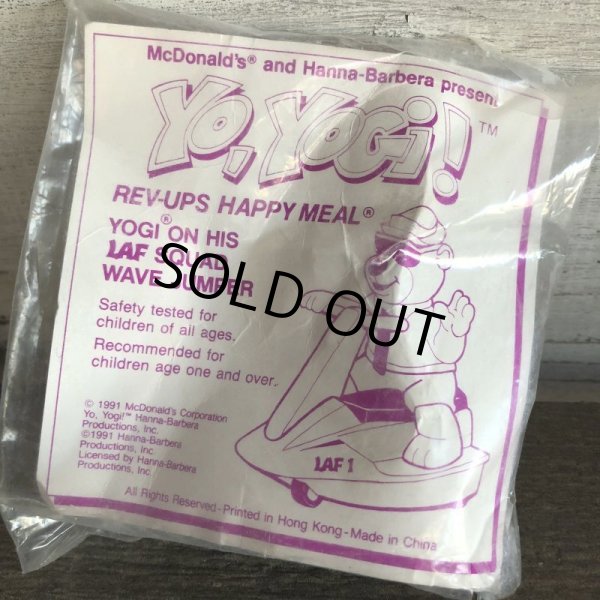 McDonald's® and Hanna-Barbera present
YO, YOGi! ™
REV-UPS HAPPY MEAL®
YOGI® ON HIS
LAF SQUAD
WAVE JUMPER
SOLD OUT
Safety tested for
children of all ages.
Recommended for
children age one and over.
© 1991 McDonald's Corporation
Yo, Yogi!™ Hanna-Barbera
Productions, Inc.
©1991 Hanna-Barbera
Productions, Inc.
Licensed by Hanna-Barbera
Productions, Inc.
LAF 1
All Rights Reserved-Printed in Hong Kong-Made in China